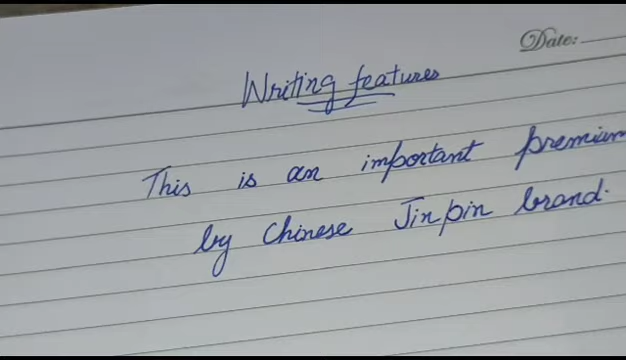 Date:
Writing features
This is an important premium
by Chinese Jinpin brand.